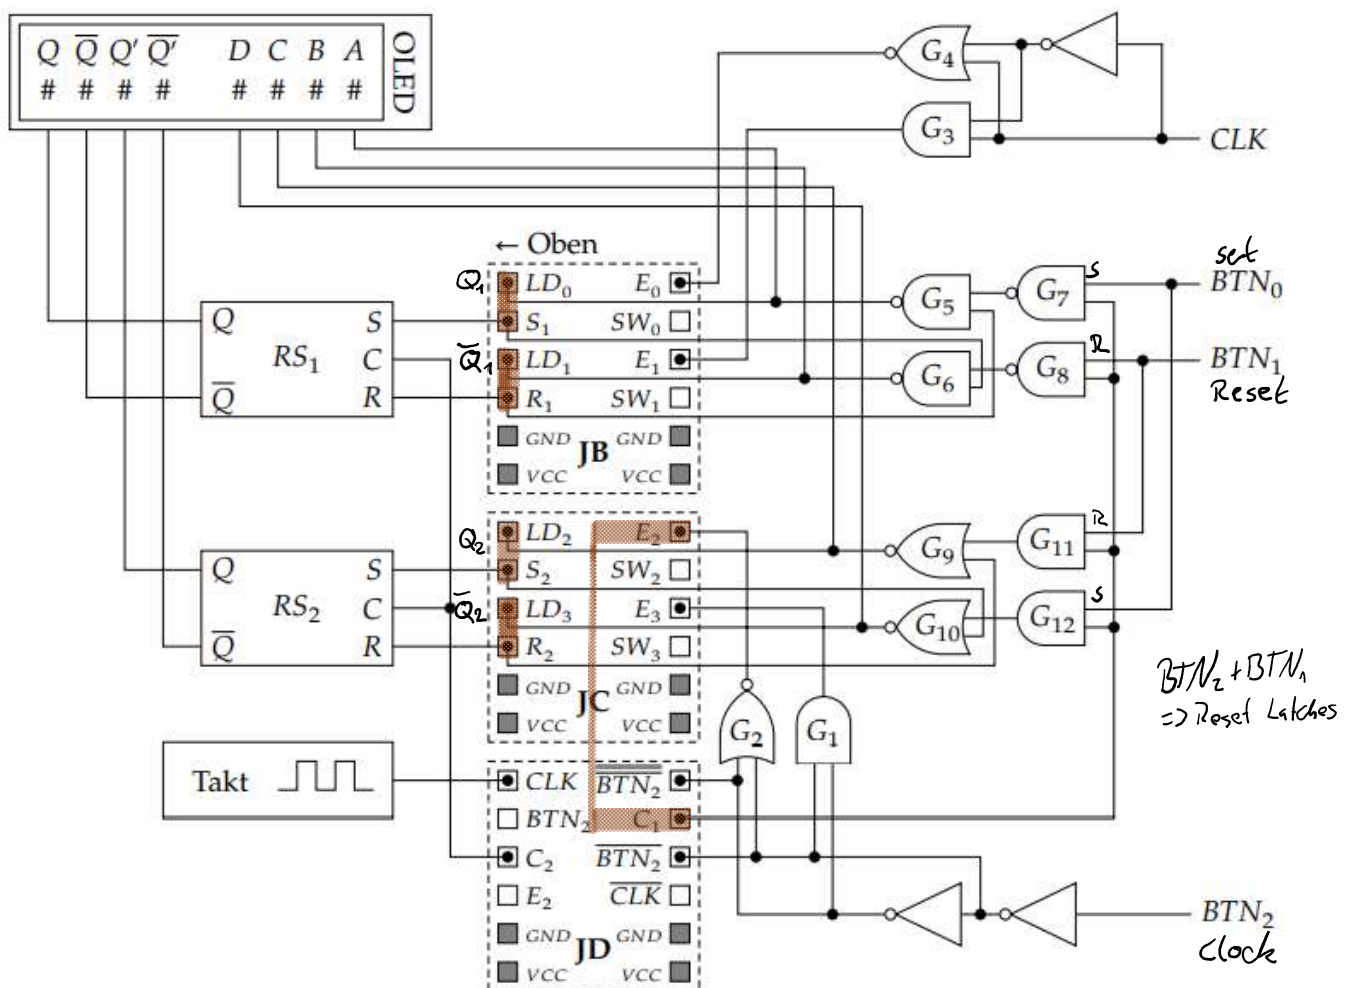 Q Q̅ Q′ Q̅′ D C B A
# # # # # # # #
OLED
G₄
G₃
CLK
← Oben
Q₁ LD₀ E₀
S₁ SW₀
Q̅₁ LD₁ E₁
R₁ SW₁
GND GND
JB
VCC VCC
Q S
RS₁ C
Q̅ R
G₅ G₇ S
set
BTN₀
G₆ G₈ R
BTN₁
Reset
Q₂ LD₂ E₂
S₂ SW₂
Q̅₂ LD₃ E₃
R₂ SW₃
GND GND
JC
VCC VCC
Q S
RS₂ C
Q̅ R
G₉ G₁₁ R
G₁₀ G₁₂ S
BTN₂ + BTN₁
=> Reset Latches
G₂ G₁
Takt
CLK B̅T̅N̅₂̅
BTN₂ C₁
C₂ B̅T̅N̅₂̅
E₂ C̅L̅K̅
GND GND
JD
VCC VCC
BTN₂
Clock